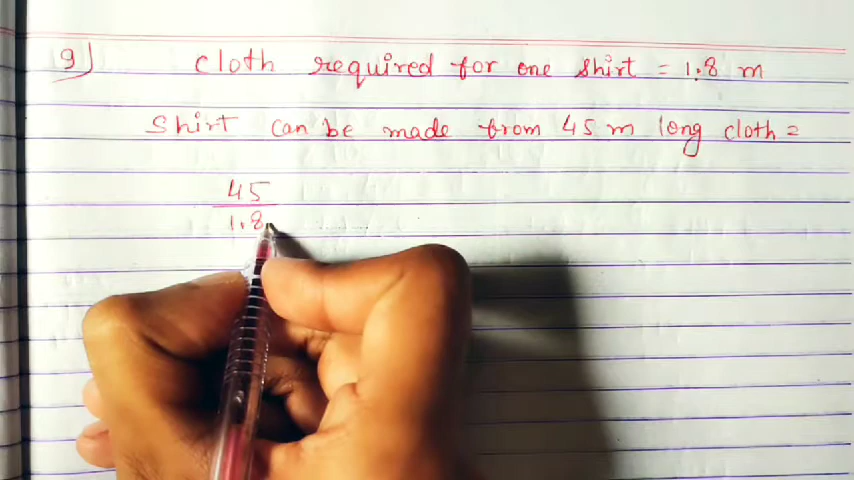 9)
cloth required for one shirt = 1.8 m
Shirt can be made from 45 m long cloth =
45
1.8